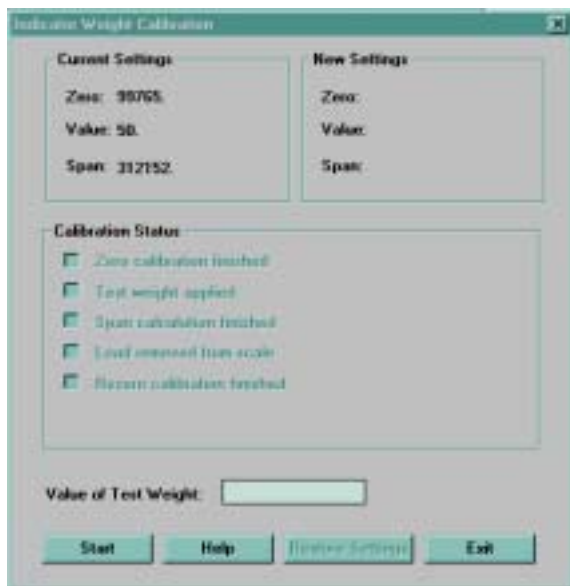 Indicator Weight Calibration
Current Settings
Zero: 99765.
Value: 50.
Span: 312152.
New Settings
Zero:
Value:
Span:
Calibration Status
Zero calibration finished
Test weight applied
Span calculation finished
Load removed from scale
Rezero calibration finished
Value of Test Weight:
Start
Help
Restore Settings
Exit